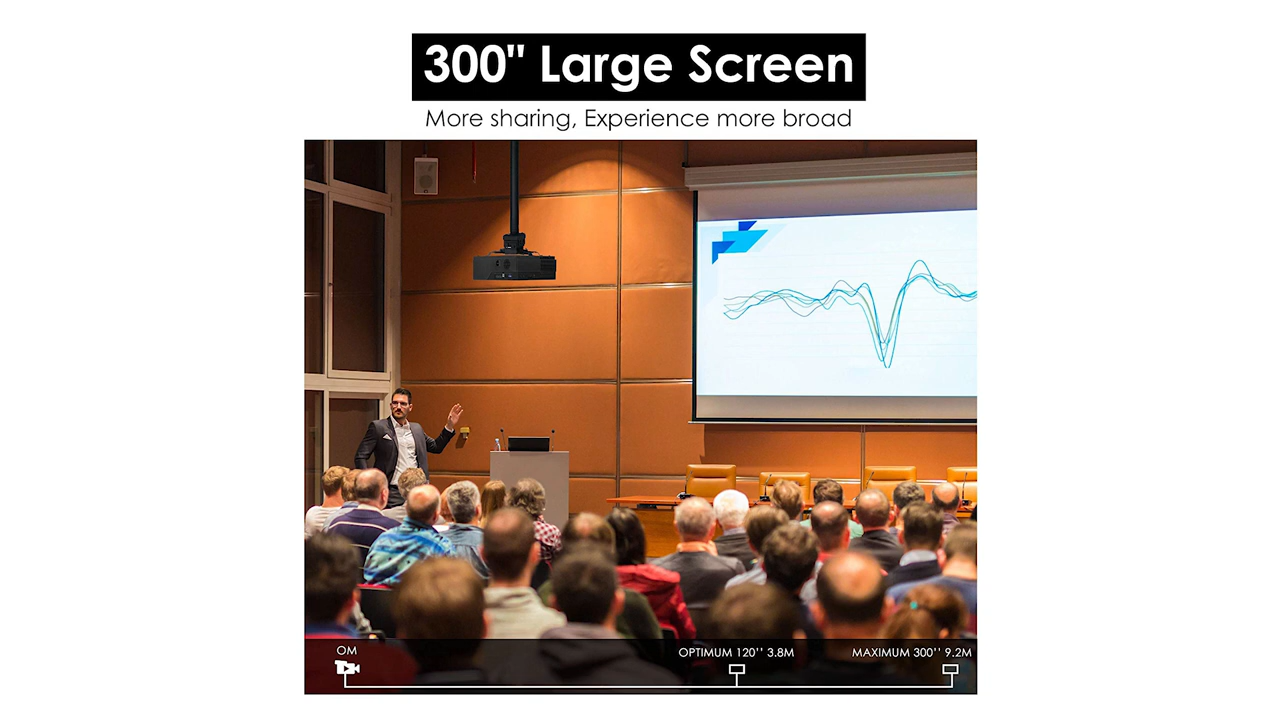 300" Large Screen
More sharing, Experience more broad
OM
OPTIMUM 120'' 3.8M
MAXIMUM 300'' 9.2M